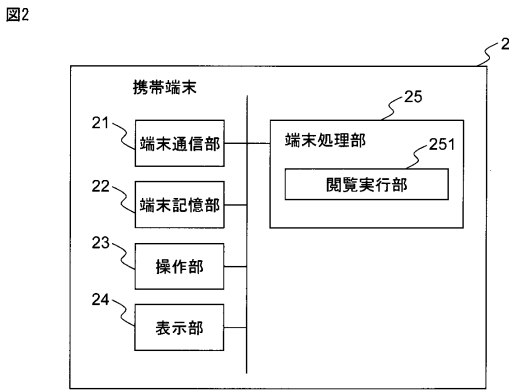 図2
2
携帯端末
21
端末通信部
22
端末記憶部
23
操作部
24
表示部
25
端末処理部
251
閲覧実行部